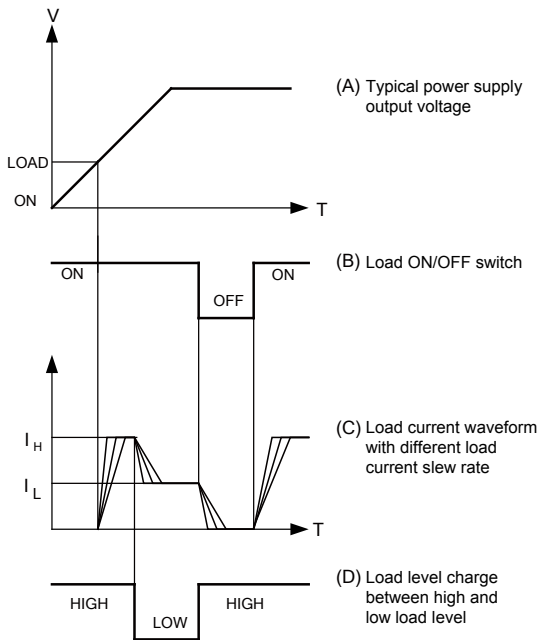 V
(A) Typical power supply
output voltage
LOAD
ON
T
(B) Load ON/OFF switch
ON
ON
OFF
(C) Load current waveform
with different load
current slew rate
I H
I L
T
(D) Load level charge
between high and
low load level
HIGH
LOW
HIGH